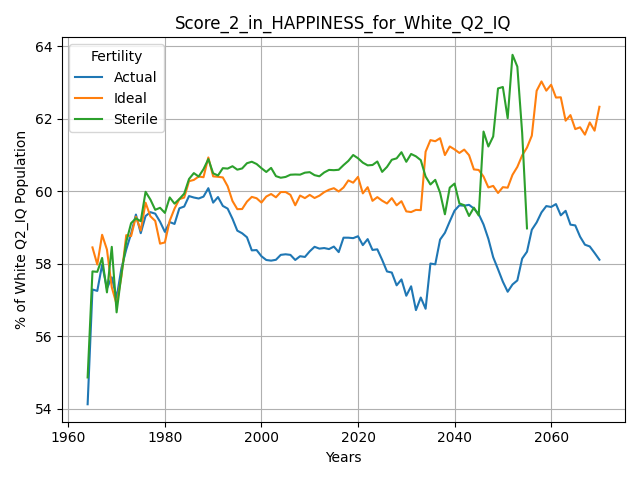 Score_2_in_HAPPINESS_for_White_Q2_IQ
Fertility
Actual
Ideal
Sterile
% of White Q2_IQ Population
64
62
60
58
56
54
1960
1980
2000
2020
2040
2060
Years